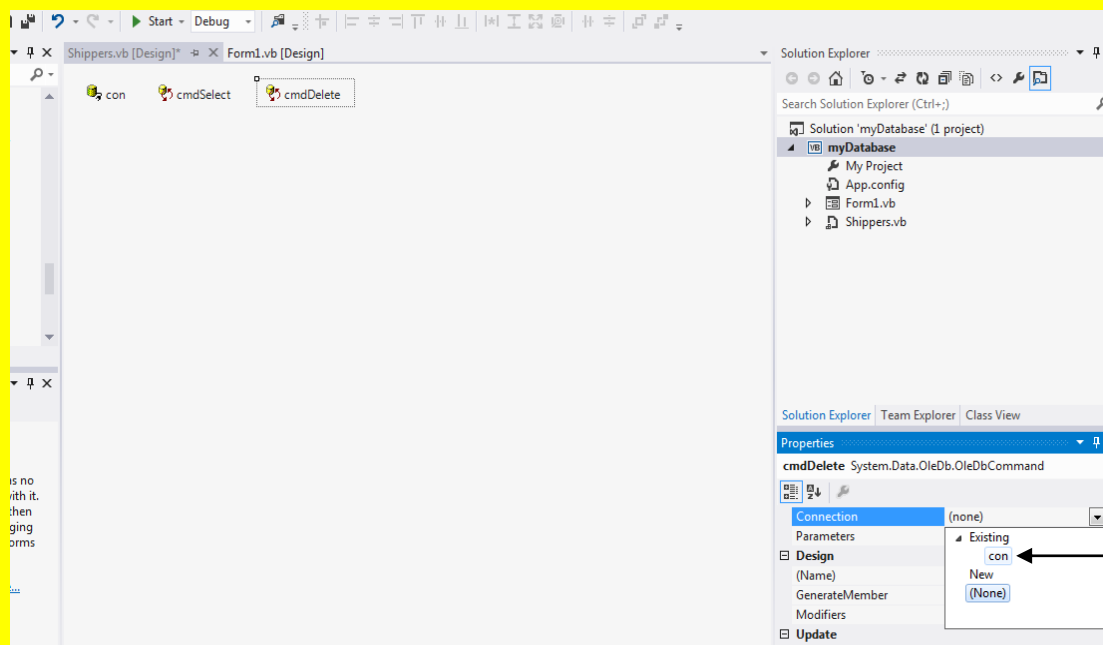 Start Debug
Shippers.vb [Design]* Form1.vb [Design]
con cmdSelect cmdDelete
Solution Explorer
Search Solution Explorer (Ctrl+;)
Solution 'myDatabase' (1 project)
VB myDatabase
My Project
App.config
Form1.vb
Shippers.vb
Solution Explorer Team Explorer Class View
Properties
cmdDelete System.Data.OleDb.OleDbCommand
Connection (none)
Parameters
Design
(Name)
GenerateMember
Modifiers
Update
Existing
con
New
(None)
s no
with it.
then
ging
orms